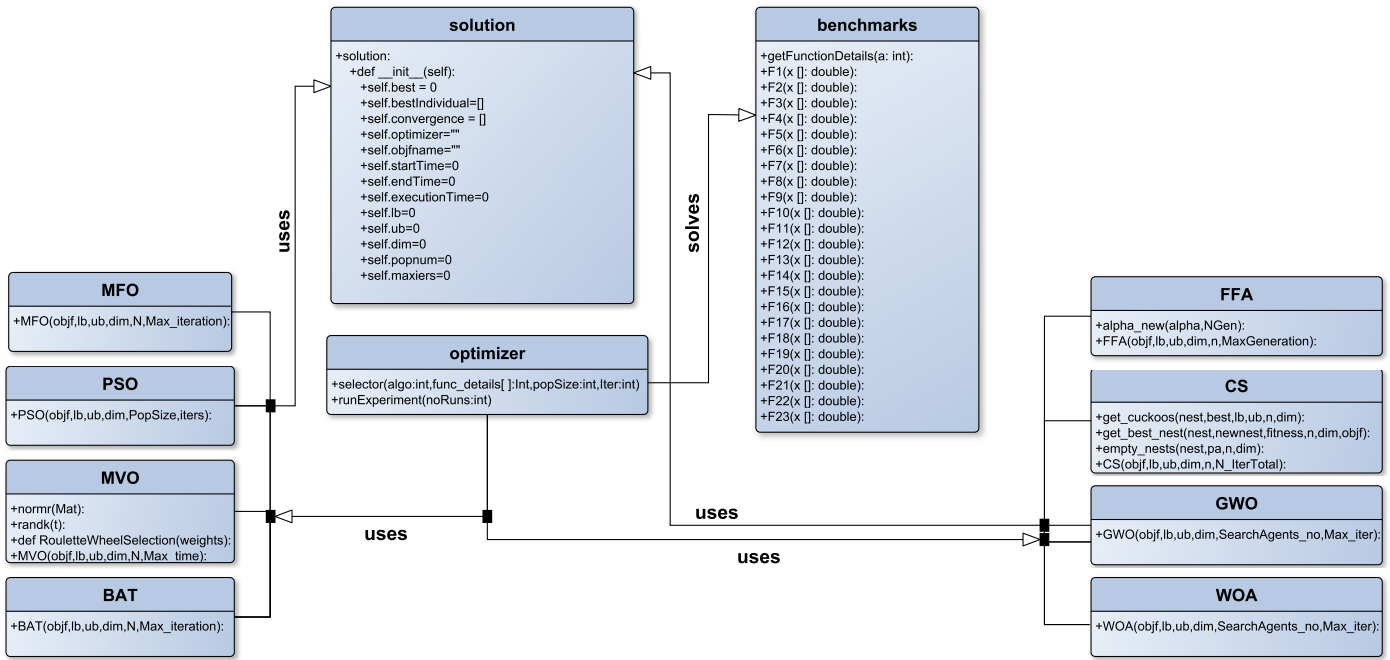 solution
+solution:
+def __init__(self):
+self.best = 0
+self.bestIndividual=[]
+self.convergence = []
+self.optimizer=""
+self.objfname=""
+self.startTime=0
+self.endTime=0
+self.executionTime=0
+self.lb=0
+self.ub=0
+self.dim=0
+self.popnum=0
+self.maxiers=0
benchmarks
+getFunctionDetails(a: int):
+F1(x []: double):
+F2(x []: double):
+F3(x []: double):
+F4(x []: double):
+F5(x []: double):
+F6(x []: double):
+F7(x []: double):
+F8(x []: double):
+F9(x []: double):
+F10(x []: double):
+F11(x []: double):
+F12(x []: double):
+F13(x []: double):
+F14(x []: double):
+F15(x []: double):
+F16(x []: double):
+F17(x []: double):
+F18(x []: double):
+F19(x []: double):
+F20(x []: double):
+F21(x []: double):
+F22(x []: double):
+F23(x []: double):
uses
solves
MFO
+MFO(objf,lb,ub,dim,N,Max_iteration):
PSO
+PSO(objf,lb,ub,dim,PopSize,iters):
MVO
+normr(Mat):
+randk(t):
+def RouletteWheelSelection(weights):
+MVO(objf,lb,ub,dim,N,Max_time):
BAT
+BAT(objf,lb,ub,dim,N,Max_iteration):
optimizer
+selector(algo:int,func_details[ ]:Int,popSize:int,Iter:int)
+runExperiment(noRuns:int)
uses
uses
uses
FFA
+alpha_new(alpha,NGen):
+FFA(objf,lb,ub,dim,n,MaxGeneration):
CS
+get_cuckoos(nest,best,lb,ub,n,dim):
+get_best_nest(nest,newnest,fitness,n,dim,objf):
+empty_nests(nest,pa,n,dim):
+CS(objf,lb,ub,dim,n,N_IterTotal):
GWO
+GWO(objf,lb,ub,dim,SearchAgents_no,Max_iter):
WOA
+WOA(objf,lb,ub,dim,SearchAgents_no,Max_iter):